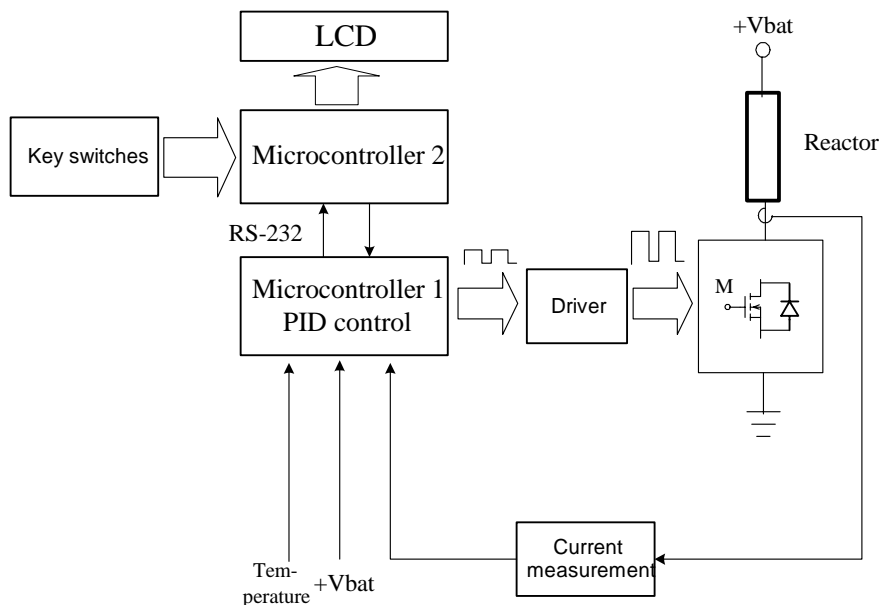 LCD
+Vbat
Key switches
Microcontroller 2
Reactor
RS-232
Microcontroller 1
PID control
Driver
M
Current
measurement
Tem-
perature
+Vbat